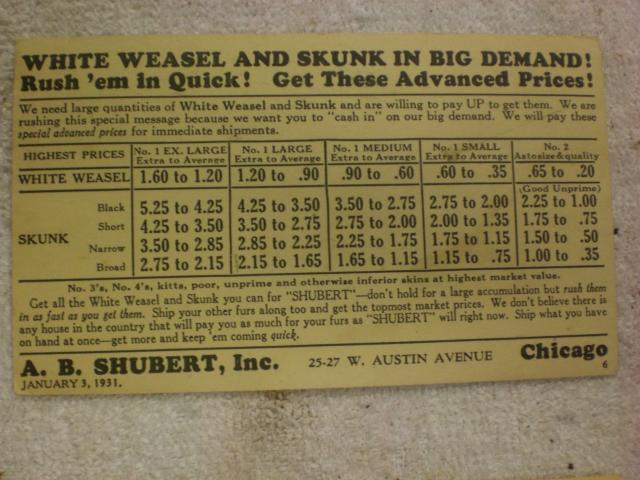 WHITE WEASEL AND SKUNK IN BIG DEMAND!
Rush 'em in Quick! Get These Advanced Prices!
We need large quantities of White Weasel and Skunk and are willing to pay UP to get them. We are
rushing this special message because we want you to "cash in" on our big demand. We will pay these
special advanced prices for immediate shipments.
HIGHEST PRICES No. 1 EX. LARGE Extra to Average No. 1 LARGE Extra to Average No. 1 MEDIUM Extra to Average No. 1 SMALL Extra to Average No. 2 As to size & quality
WHITE WEASEL 1.60 to 1.20 1.20 to .90 .90 to .60 .60 to .35 .65 to .20
(Good Unprime)
SKUNK
Black 5.25 to 4.25 4.25 to 3.50 3.50 to 2.75 2.75 to 2.00 2.25 to 1.00
Short 4.25 to 3.50 3.50 to 2.75 2.75 to 2.00 2.00 to 1.35 1.75 to .75
Narrow 3.50 to 2.85 2.85 to 2.25 2.25 to 1.75 1.75 to 1.15 1.50 to .50
Broad 2.75 to 2.15 2.15 to 1.65 1.65 to 1.15 1.15 to .75 1.00 to .35
No. 3's, No. 4's, kitts, poor, unprime and otherwise inferior skins at highest market value.
Get all the White Weasel and Skunk you can for "SHUBERT"—don't hold for a large accumulation but rush them
in as fast as you get them. Ship your other furs along too and get the topmost market prices. We don't believe there is
any house in the country that will pay you as much for your furs as "SHUBERT" will right now. Ship what you have
on hand at once—get more and keep 'em coming quick.
A. B. SHUBERT, Inc. 25-27 W. AUSTIN AVENUE Chicago
JANUARY 3, 1931. 6